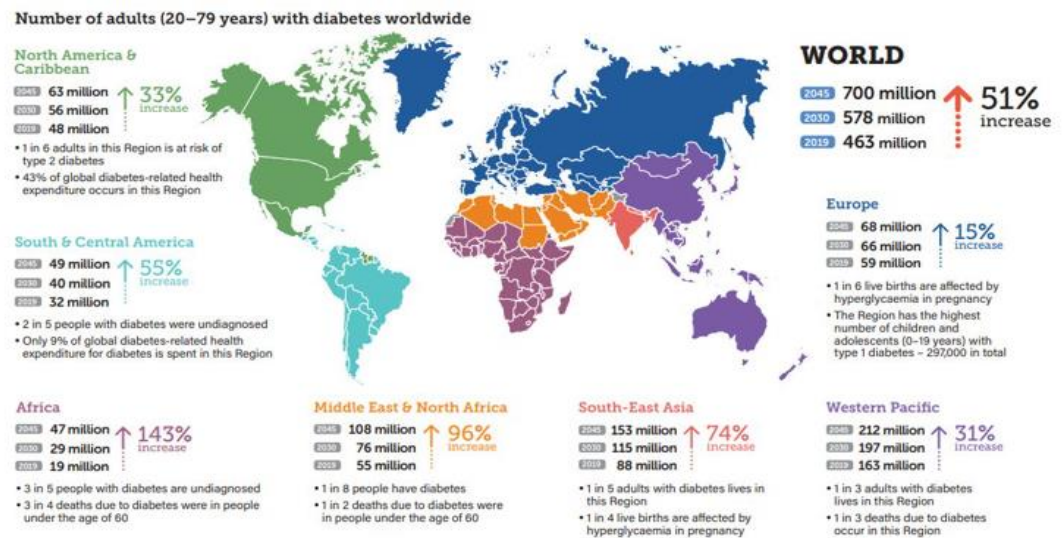 Number of adults (20–79 years) with diabetes worldwide
North America &
Caribbean
2045 63 million
2030 56 million
2019 48 million
33%
increase
• 1 in 6 adults in this Region is at risk of
type 2 diabetes
• 43% of global diabetes-related health
expenditure occurs in this Region
South & Central America
2045 49 million
2030 40 million
2019 32 million
55%
increase
• 2 in 5 people with diabetes were undiagnosed
• Only 9% of global diabetes-related health
expenditure for diabetes is spent in this Region
WORLD
2045 700 million
2030 578 million
2019 463 million
51%
increase
Europe
2045 68 million
2030 66 million
2019 59 million
15%
increase
• 1 in 6 live births are affected by
hyperglycaemia in pregnancy
• The Region has the highest
number of children and
adolescents (0–19 years) with
type 1 diabetes – 297,000 in total
Africa
2045 47 million
2030 29 million
2019 19 million
143%
increase
• 3 in 5 people with diabetes are undiagnosed
• 3 in 4 deaths due to diabetes were in people
under the age of 60
Middle East & North Africa
2045 108 million
2030 76 million
2019 55 million
96%
increase
• 1 in 8 people have diabetes
• 1 in 2 deaths due to diabetes were
in people under the age of 60
South-East Asia
2045 153 million
2030 115 million
2019 88 million
74%
increase
• 1 in 5 adults with diabetes lives in
this Region
• 1 in 4 live births are affected by
hyperglycaemia in pregnancy
Western Pacific
2045 212 million
2030 197 million
2019 163 million
31%
increase
• 1 in 3 adults with diabetes
lives in this Region
• 1 in 3 deaths due to diabetes
occur in this Region